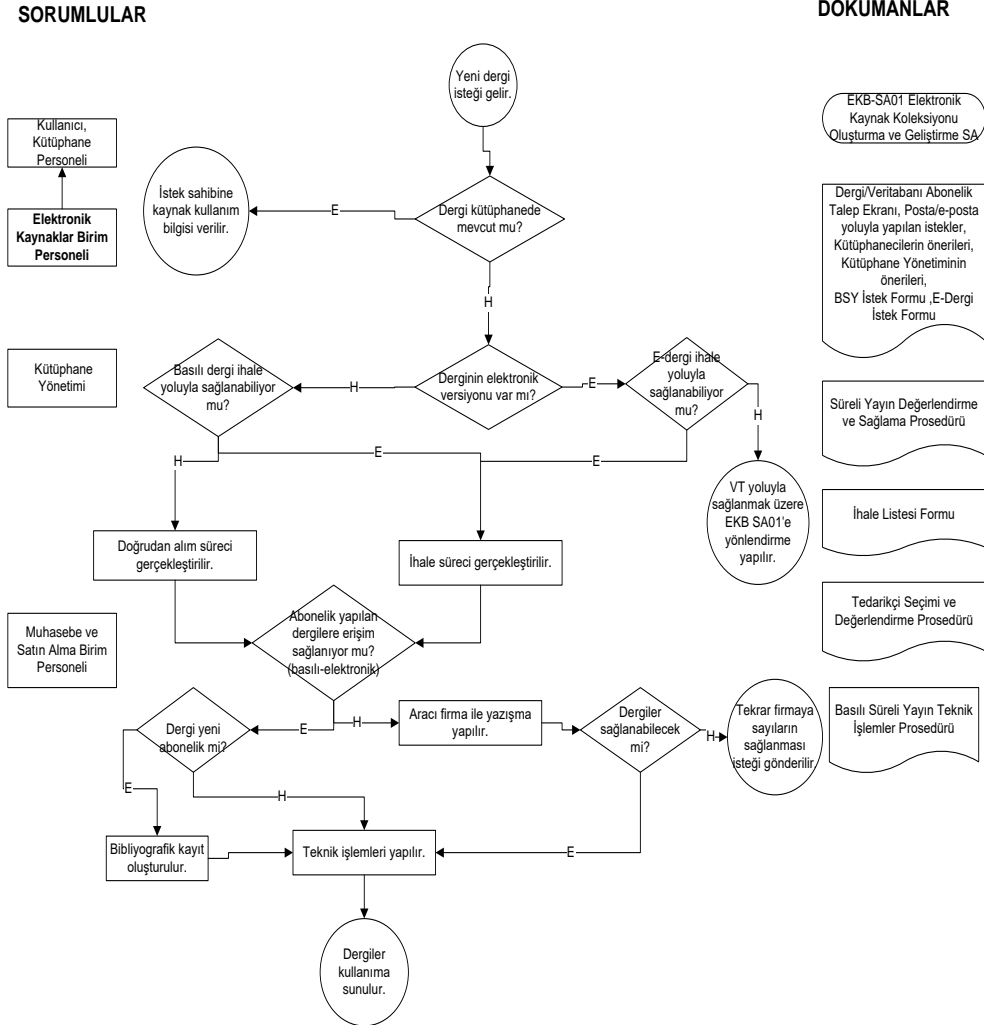 SORUMLULAR
DOKÜMANLAR
Yeni dergi
isteği gelir.
EKB-SA01 Elektronik
Kaynak Koleksiyonu
Oluşturma ve Geliştirme SA
Kullanıcı,
Kütüphane
Personeli
Elektronik
Kaynaklar Birim
Personeli
İstek sahibine
kaynak kullanım
bilgisi verilir.
E
Dergi kütüphanede
mevcut mu?
H
Dergi/Veritabanı Abonelik
Talep Ekranı, Posta/e-posta
yoluyla yapılan istekler,
Kütüphanecilerin önerileri,
Kütüphane Yönetiminin
önerileri,
BSY İstek Formu ,E-Dergi
İstek Formu
Kütüphane
Yönetimi
Basılı dergi ihale
yoluyla sağlanabiliyor
mu?
H
Derginin elektronik
versiyonu var mı?
E
E-dergi ihale
yoluyla
sağlanabiliyor
mu?
H
Süreli Yayın Değerlendirme
ve Sağlama Prosedürü
H
E
E
VT yoluyla
sağlanmak üzere
EKB SA01'e
yönlendirme
yapılır.
İhale Listesi Formu
Doğrudan alım süreci
gerçekleştirilir.
İhale süreci gerçekleştirilir.
Muhasebe ve
Satın Alma Birim
Personeli
Abonelik yapılan
dergilere erişim
sağlanıyor mu?
(basılı-elektronik)
Tedarikçi Seçimi ve
Değerlendirme Prosedürü
Dergi yeni
abonelik mi?
E
H
Aracı firma ile yazışma
yapılır.
Dergiler
sağlanabilecek
mi?
H
Tekrar firmaya
sayıların
sağlanması
isteği gönderilir.
Basılı Süreli Yayın Teknik
İşlemler Prosedürü
E
H
Bibliyografik kayıt
oluşturulur.
Teknik işlemleri yapılır.
E
Dergiler
kullanıma
sunulur.